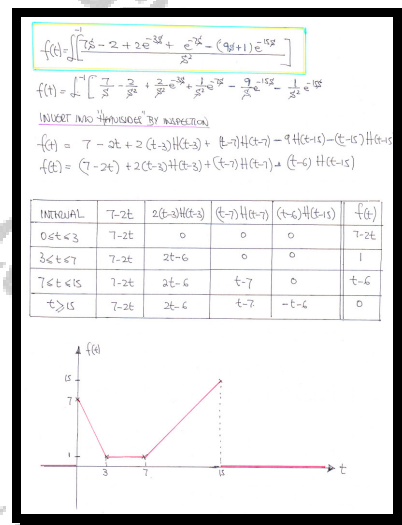 f(t) = ℒ⁻¹[ (7s - 2 + 2e^{-3s} + e^{-7s} - (9s+1)e^{-15s}) / s² ]
f(t) = ℒ⁻¹[ 7/s - 2/s² + 2/s² e^{-3s} + 1/s² e^{-7s} - 9/s e^{-15s} - 1/s² e^{-15s}
INVERT INTO "HEAVISIDES" BY INSPECTION
f(t) = 7 - 2t + 2(t-3)H(t-3) + (t-7)H(t-7) - 9H(t-15) - (t-15)H(t-15
f(t) = (7-2t) + 2(t-3)H(t-3) + (t-7)H(t-7) - (t-6)H(t-15)
INTERVAL 7-2t 2(t-3)H(t-3) (t-7)H(t-7) (t-6)H(t-15) f(t)
0≤t≤3 7-2t 0 0 0 7-2t
3≤t≤7 7-2t 2t-6 0 0 1
7≤t≤15 7-2t 2t-6 t-7 0 t-6
t≥15 7-2t 2t-6 t-7 -t-6 0
f(t)
15
7
1
3 7 15 t